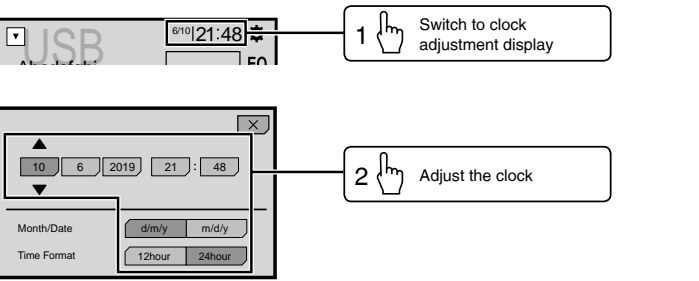 USB
6/10 21:48
1 Switch to clock
adjustment display
10 6 2019 21 : 48
2 Adjust the clock
Month/Date d/m/y m/d/y
Time Format 12hour 24hour